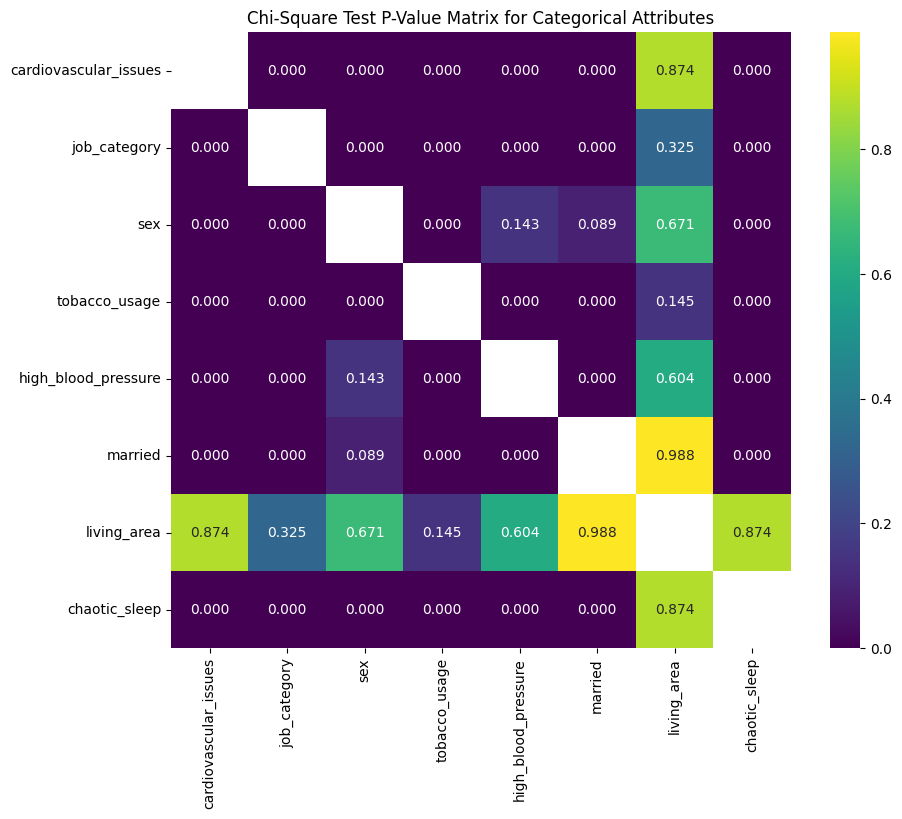 Chi-Square Test P-Value Matrix for Categorical Attributes
cardiovascular_issues 0.000 0.000 0.000 0.000 0.000 0.874 0.000
job_category 0.000 0.000 0.000 0.000 0.000 0.325 0.000
sex 0.000 0.000 0.000 0.143 0.089 0.671 0.000
tobacco_usage 0.000 0.000 0.000 0.000 0.000 0.145 0.000
high_blood_pressure 0.000 0.000 0.143 0.000 0.000 0.604 0.000
married 0.000 0.000 0.089 0.000 0.000 0.988 0.000
living_area 0.874 0.325 0.671 0.145 0.604 0.988 0.874
chaotic_sleep 0.000 0.000 0.000 0.000 0.000 0.000 0.874
cardiovascular_issues
job_category
sex
tobacco_usage
high_blood_pressure
married
living_area
chaotic_sleep
0.8
0.6
0.4
0.2
0.0